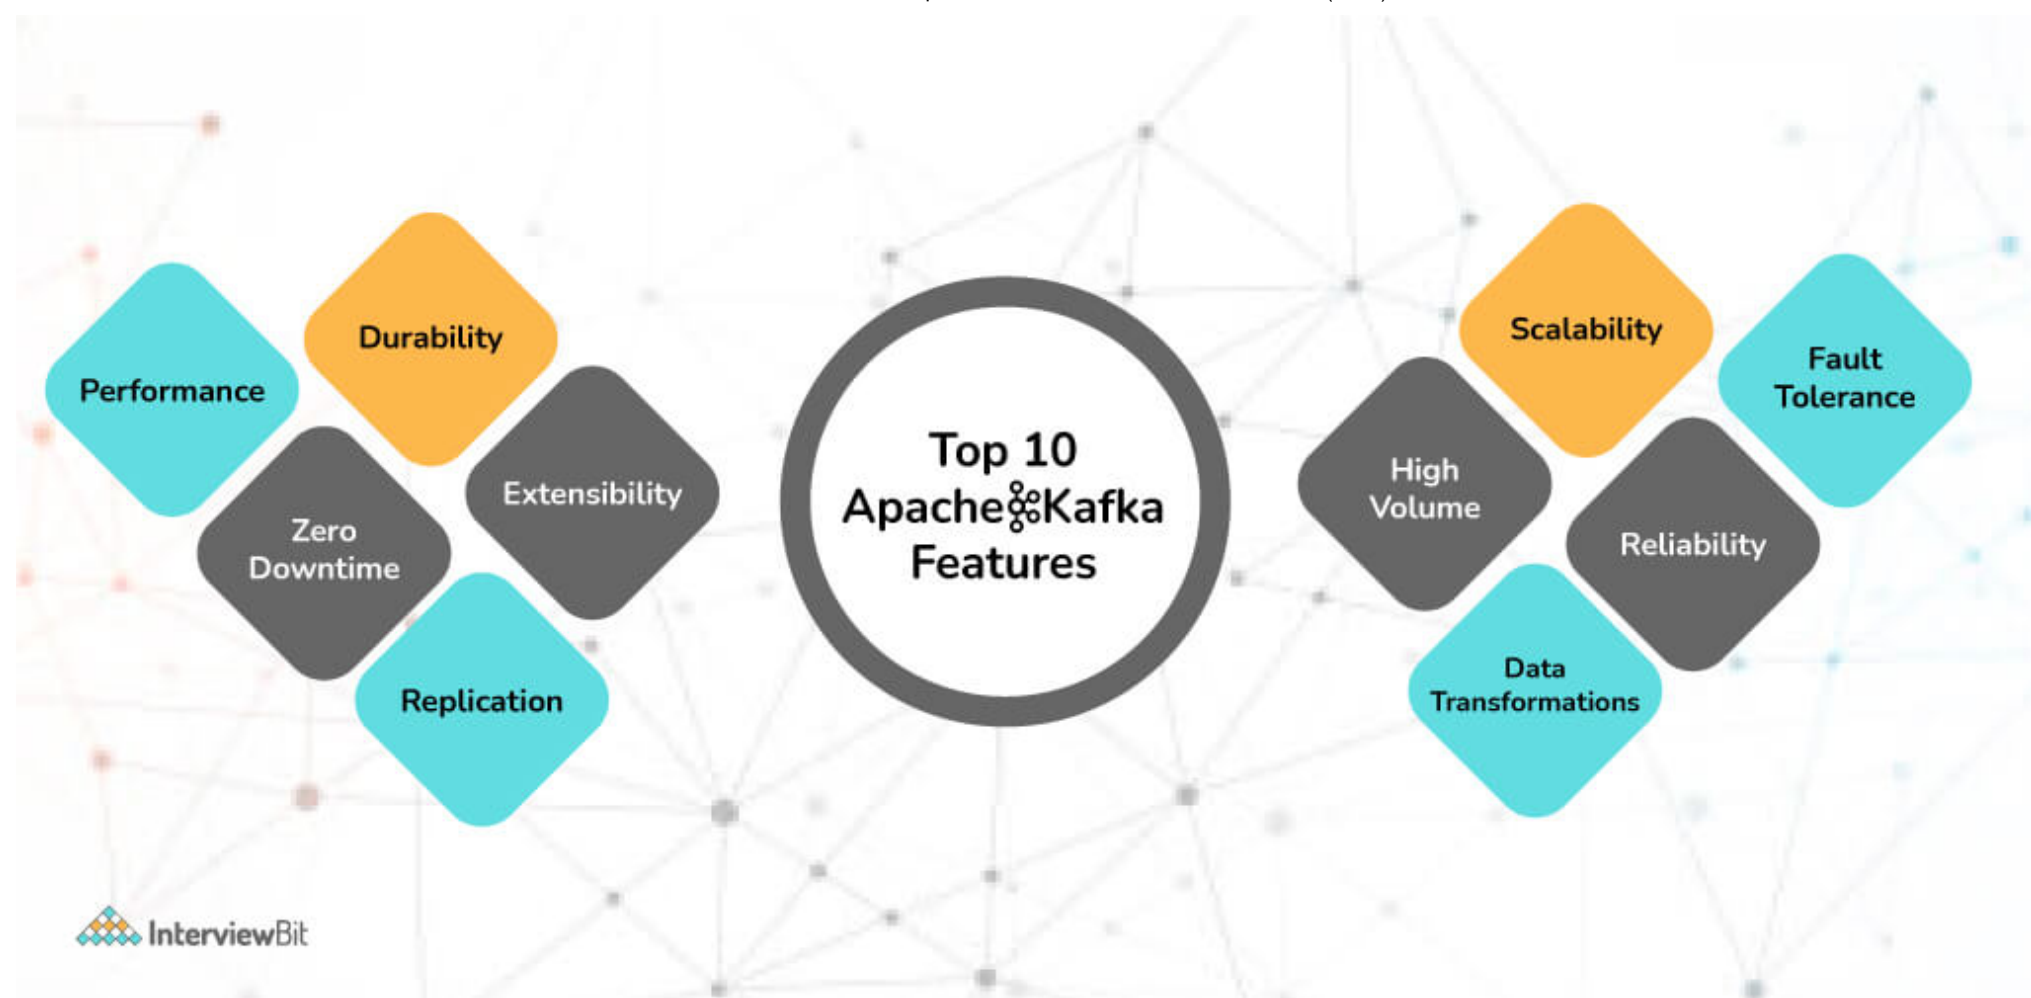 Performance
Durability
Zero
Downtime
Extensibility
Replication
Top 10
Apache Kafka
Features
High
Volume
Scalability
Fault
Tolerance
Reliability
Data
Transformations
InterviewBit